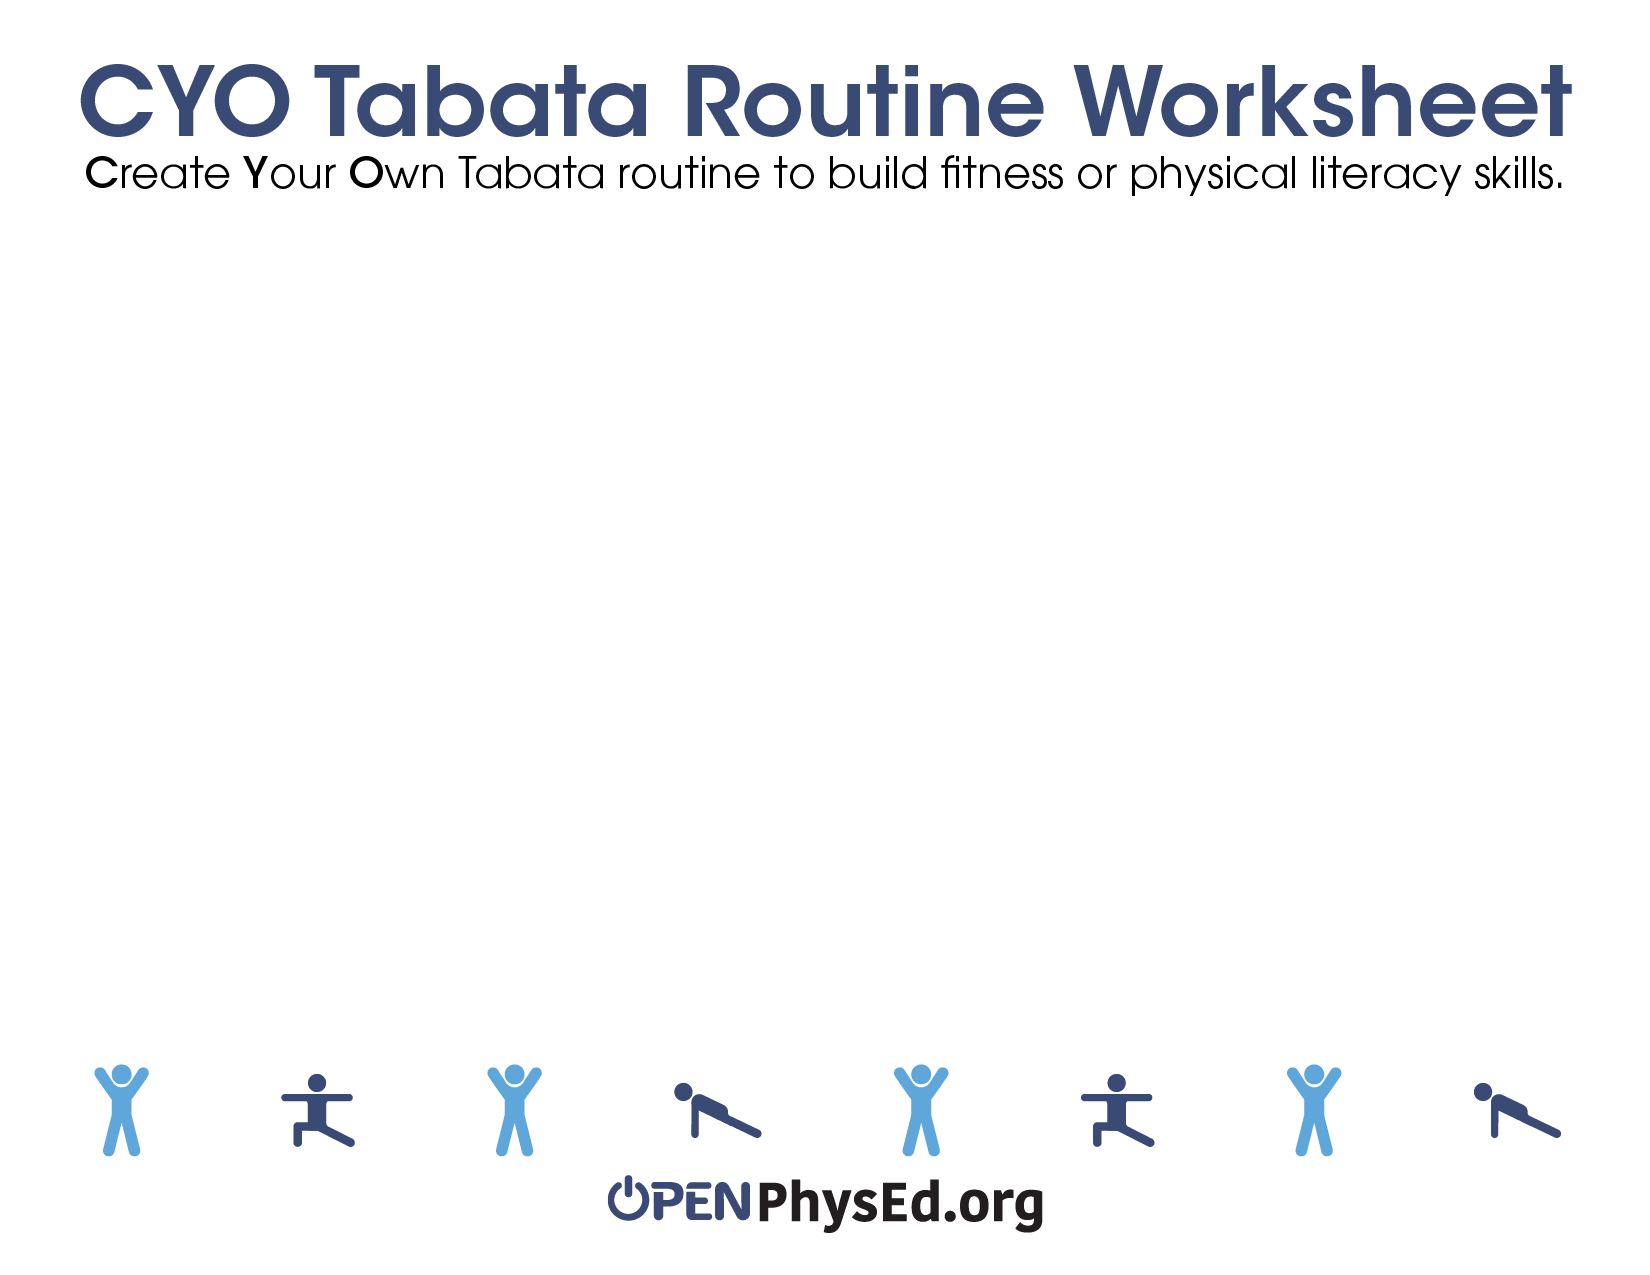 CYO Tabata Routine Worksheet
Create Your Own Tabata routine to build fitness or physical literacy skills.
OPENPhysEd.org